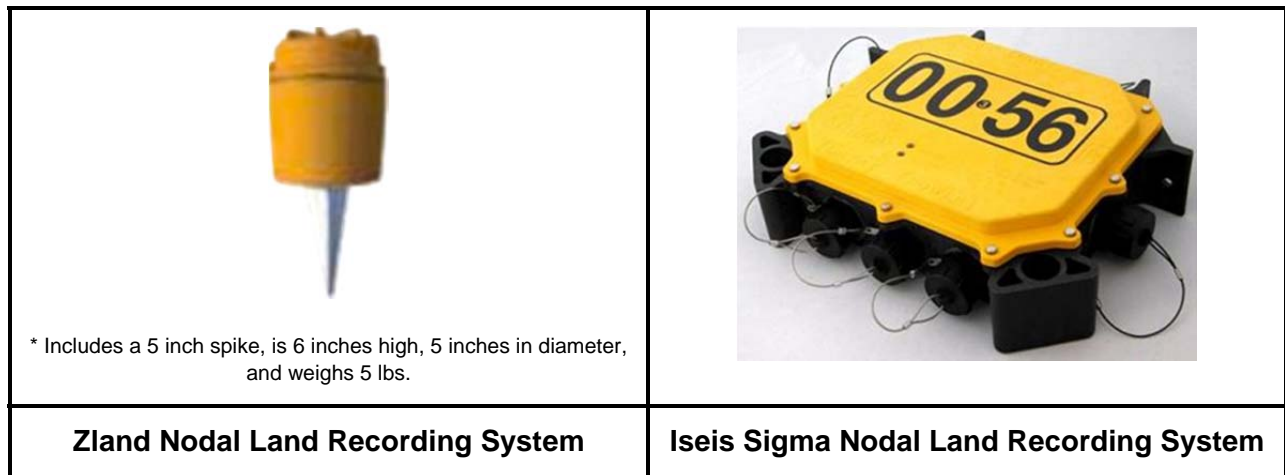 00 56
* Includes a 5 inch spike, is 6 inches high, 5 inches in diameter,
and weighs 5 lbs.
Zland Nodal Land Recording System
Iseis Sigma Nodal Land Recording System